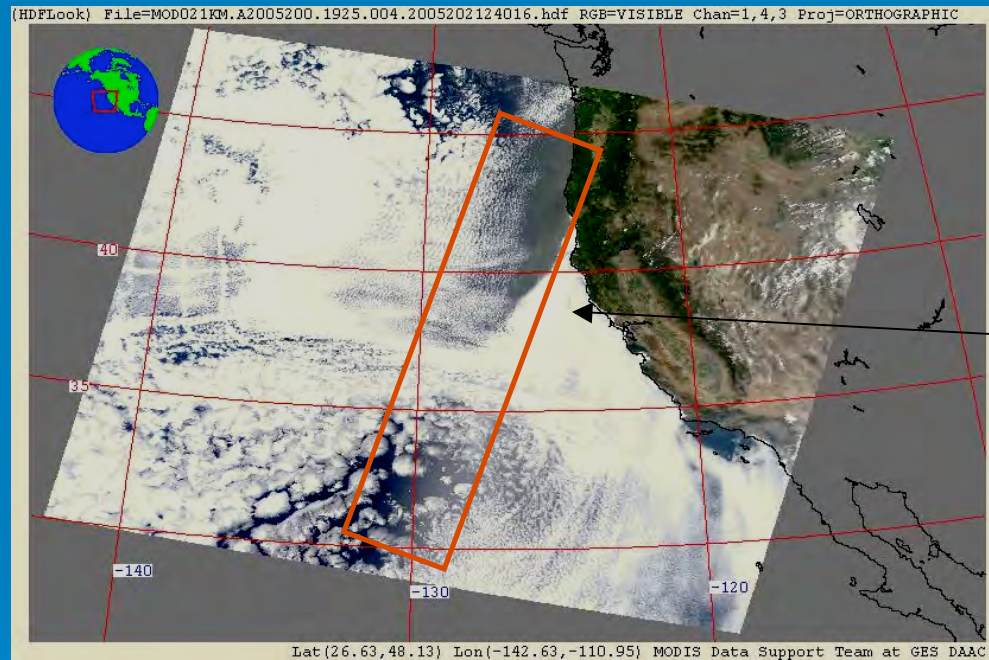 (HDFLook) File=MOD021KM.A2005200.1925.004.2005202124016.hdf RGB=VISIBLE Chan=1,4,3 Proj=ORTHOGRAPHIC
40
35
-140
-130
-120
Lat(26.63,48.13) Lon(-142.63,-110.95) MODIS Data Support Team at GES DAAC